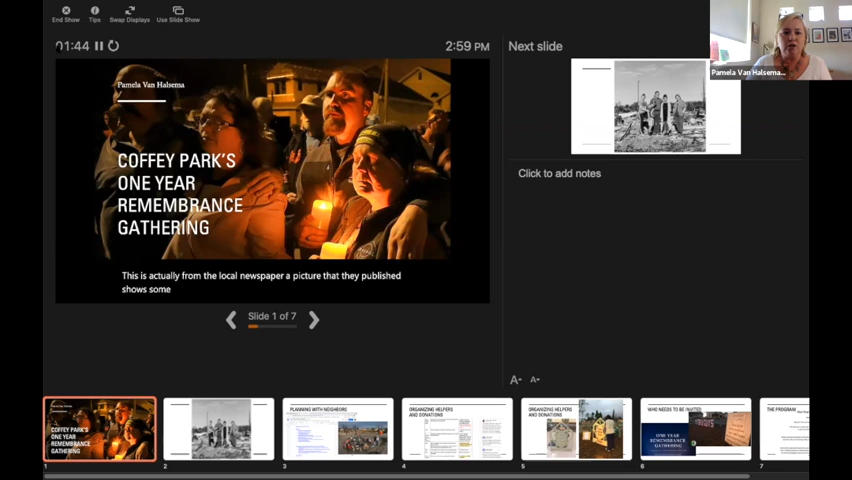 End Show
Tips
Swap Displays
Use Slide Show
01:44
2:59 PM
Next slide
Pamela Van Halsema...
Pamela Van Halsema
COFFEY PARK'S
ONE YEAR
REMEMBRANCE
GATHERING
This is actually from the local newspaper a picture that they published
shows some
Slide 1 of 7
Click to add notes
A
A
COFFEY PARK'S
ONE YEAR
REMEMBRANCE
GATHERING
PLANNING WITH NEIGHBORS
ORGANIZING HELPERS
AND DONATIONS
ORGANIZING HELPERS
AND DONATIONS
WHO NEEDS TO BE INVITED
ONE YEAR
REMEMBRANCE
THE PROGRAM
1
2
3
4
5
6
7